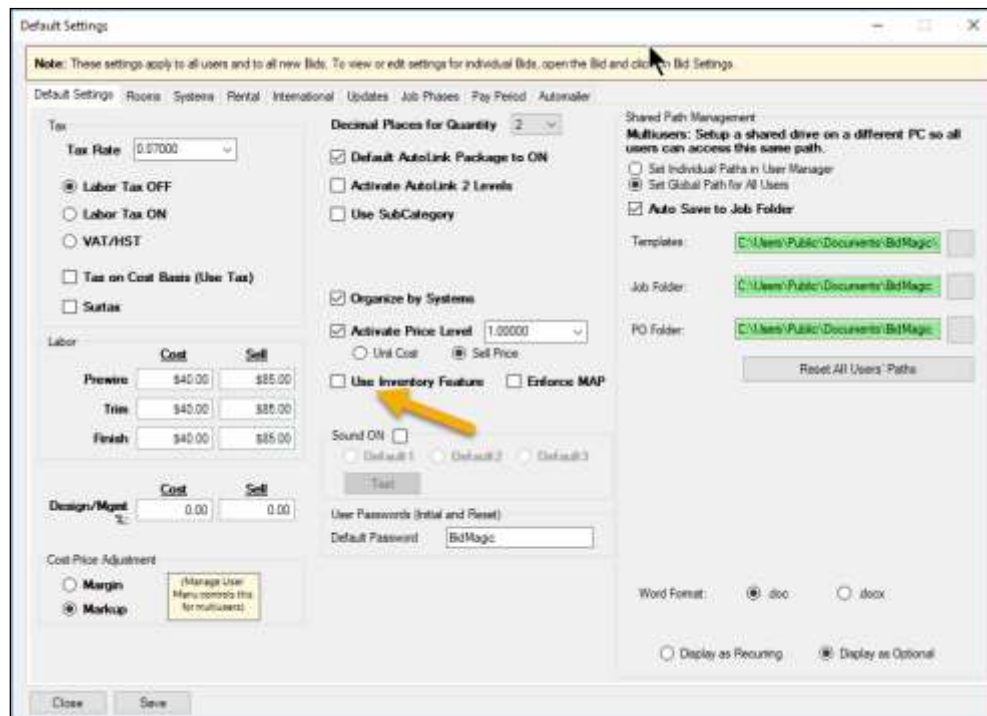 Default Settings
Note: These settings apply to all users and to all new Bids. To view or edit settings for individual Bids, open the Bid and click Bid Settings.
Default Settings Rooms Systems Rental International Updates Job Phases Pay Period Automailer
Tax
Tax Rate 0.07000
Labor Tax OFF
Labor Tax ON
VAT/HST
Tax on Cost Basis (Use Tax)
Surtax
Labor
Cost Sell
Prewire $40.00 $85.00
Trim $40.00 $85.00
Finish $40.00 $85.00
Cost Sell
Design/Mgmt %: 0.00 0.00
Cost Price Adjustment
Margin
Markup
(Manage User
Menu controls this
for multiusers)
Decimal Places for Quantity 2
Default AutoLink Package to ON
Activate AutoLink 2 Levels
Use SubCategory
Organize by Systems
Activate Price Level 1.00000
Unit Cost Sell Price
Use Inventory Feature Enforce MAP
Sound ON
Default1 Default2 Default3
Test
User Passwords (Initial and Reset)
Default Password BidMagic
Shared Path Management
Multiusers: Setup a shared drive on a different PC so all
users can access this same path.
Set Individual Paths in User Manager
Set Global Path for All Users
Auto Save to Job Folder
Templates: C:\Users\Public\Documents\BidMagic\
Job Folder: C:\Users\Public\Documents\BidMagic
PO Folder: C:\Users\Public\Documents\BidMagic
Reset All Users' Paths
Word Format: .doc .docx
Display as Recurring Display as Optional
Close Save